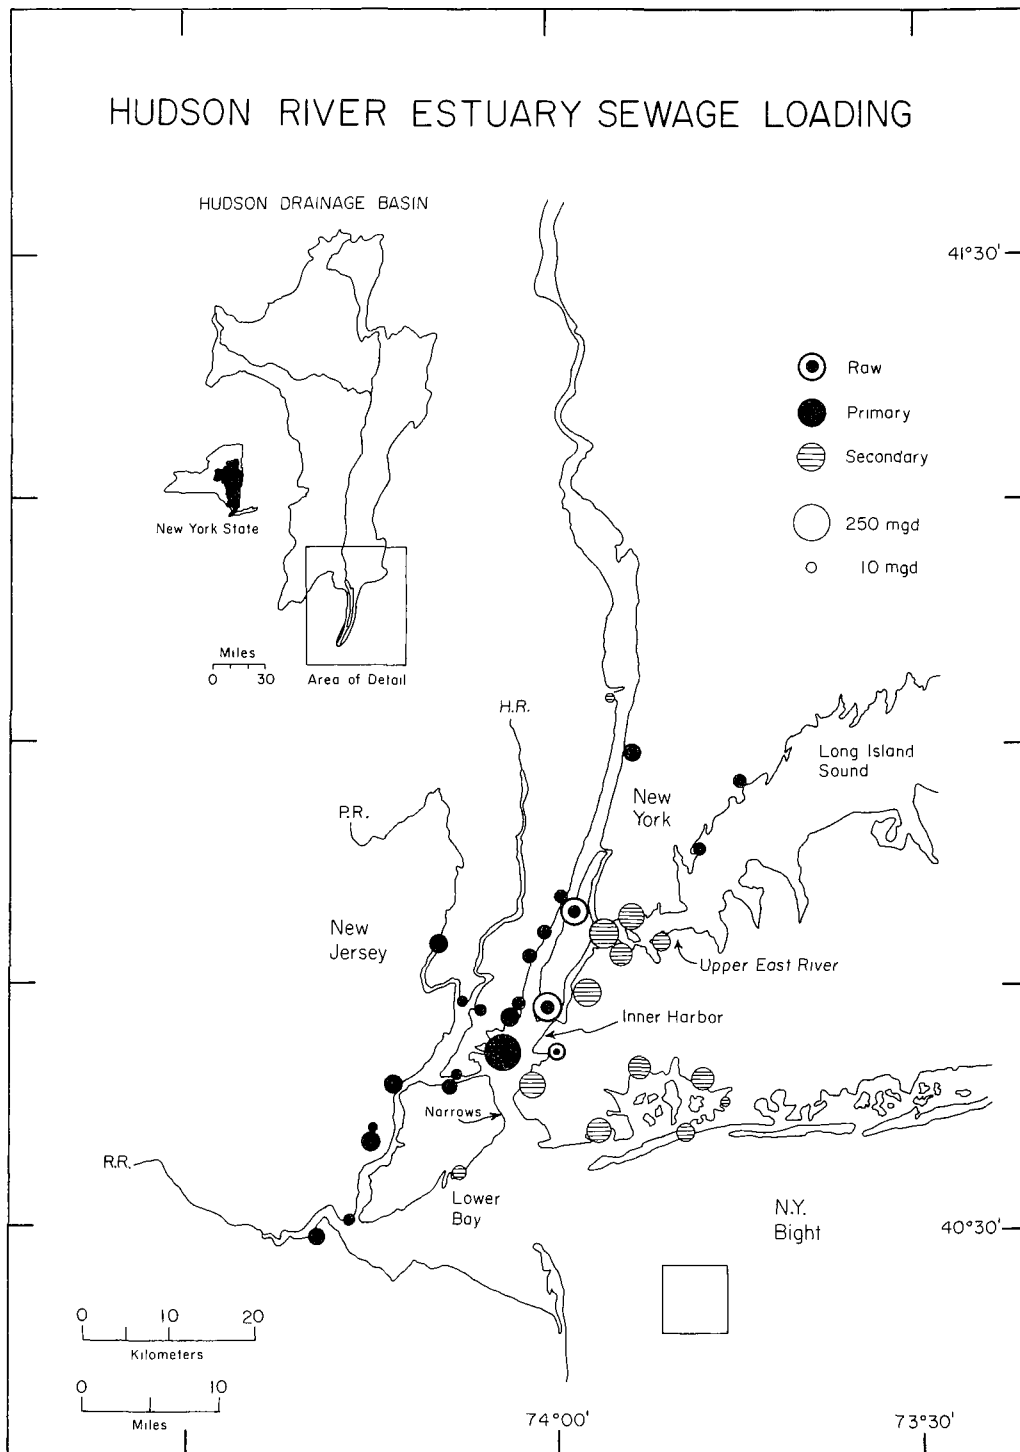 HUDSON RIVER ESTUARY SEWAGE LOADING
HUDSON DRAINAGE BASIN
41°30'
Raw
Primary
Secondary
New York State
250 mgd
10 mgd
Miles
0 30
Area of Detail
H.R.
Long Island
Sound
New
York
P.R.
New
Jersey
Upper East River
Inner Harbor
Narrows
R.R.
Lower
Bay
N.Y.
Bight
40°30'
0 10 20
Kilometers
0 10
Miles
74°00'
73°30'